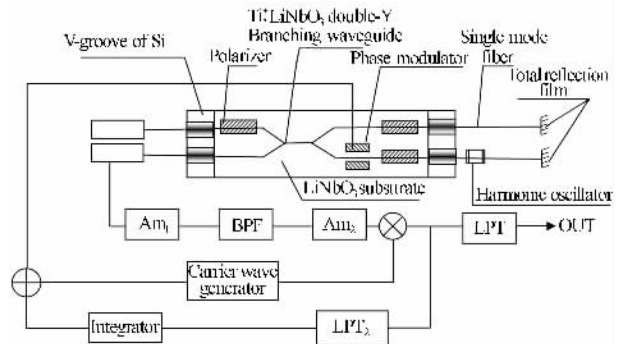 Ti:LiNbO3 double-Y
Branching waveguide
V-groove of Si
Polarizer
Phase modulator
Single mode
fiber
Total reflection
film
LiNbO3 substrate
Harmome oscillator
Am1
BPF
Am2
LPT
OUT
Carrier wave
generator
Integrator
LPT2